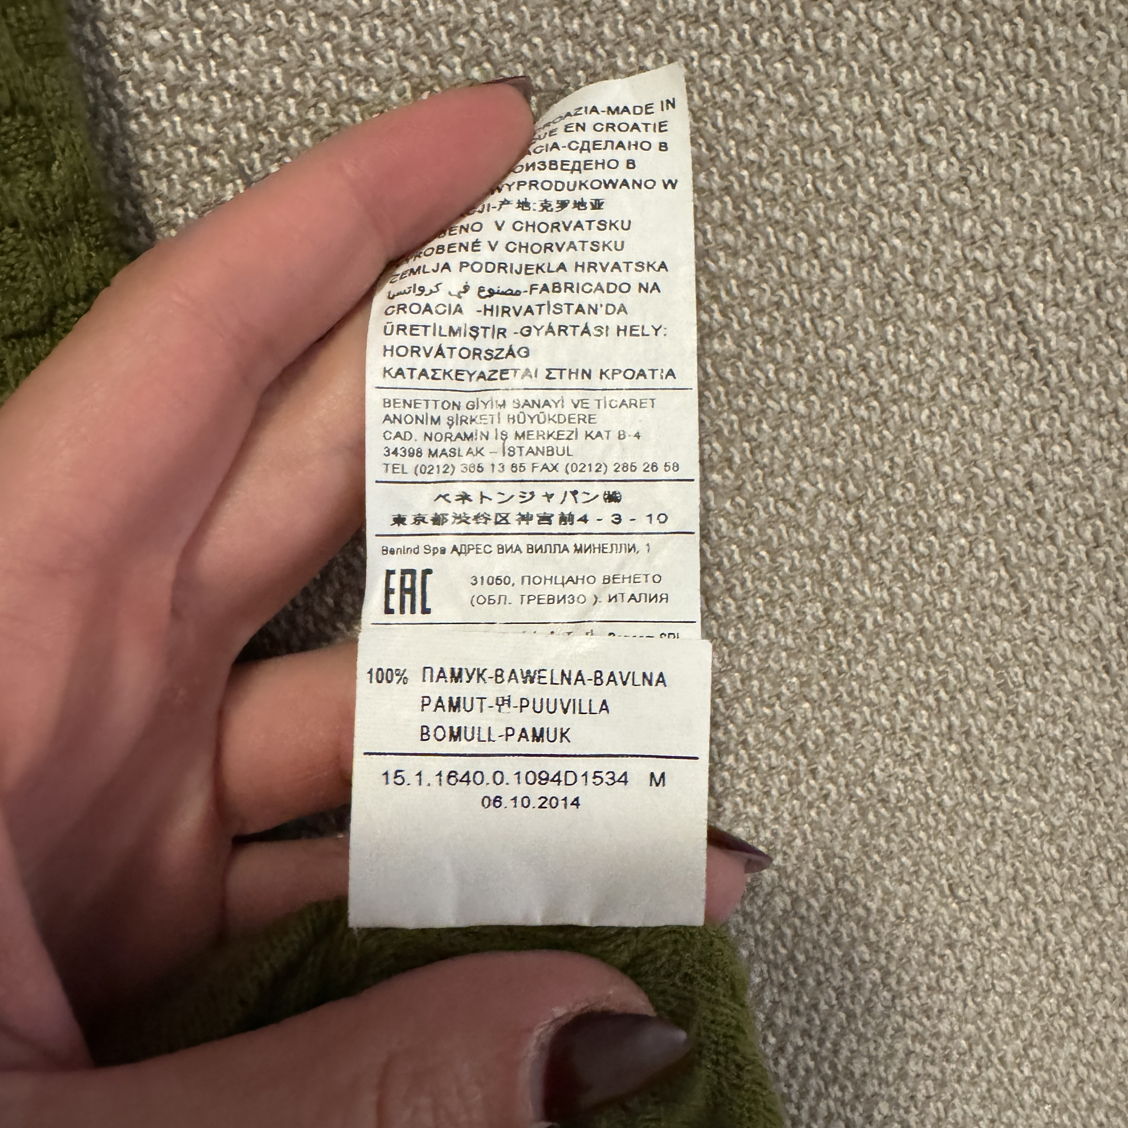 MADE IN
EN CROATIE
СДЕЛАНО В
В
WYPRODUKOWANO W
产地:克罗地亚
V CHORVATSKU
V CHORVATSKU
ZEMLJA PODRIJEKLA HRVATSKA
مصنوع في كرواتيا-FABRICADO NA
CROACIA -HIRVATİSTAN'DA
ÜRETİLMİŞTİR -GYÁRTÁSI HELY:
HORVÁTORSZÁG
ΚΑΤΑΣΚΕΥΑΖΕΤΑΙ ΣΤΗΝ ΚΡΟΑΤΙΑ
BENETTON GİYİM SANAYİ VE TİCARET
ANONİM ŞİRKETİ BÜYÜKDERE
CAD. NORAMİN İŞ MERKEZİ KAT B-4
34398 MASLAK – İSTANBUL
TEL (0212) 365 13 65 FAX (0212) 285 26 58
ベネトンジャパン㈱
東京都渋谷区神宮前4-3-10
Benind Spa АДРЕС ВИА ВИЛЛА МИНЕЛЛИ, 1
EAC 31050, ПОНЦАНО ВЕНЕТО
(ОБЛ. ТРЕВИЗО ). ИТАЛИЯ
100% ПАМУК-BAWELNA-BAVLNA
PAMUT-면-PUUVILLA
BOMULL-PAMUK
15.1.1640.0.1094D1534 M
06.10.2014